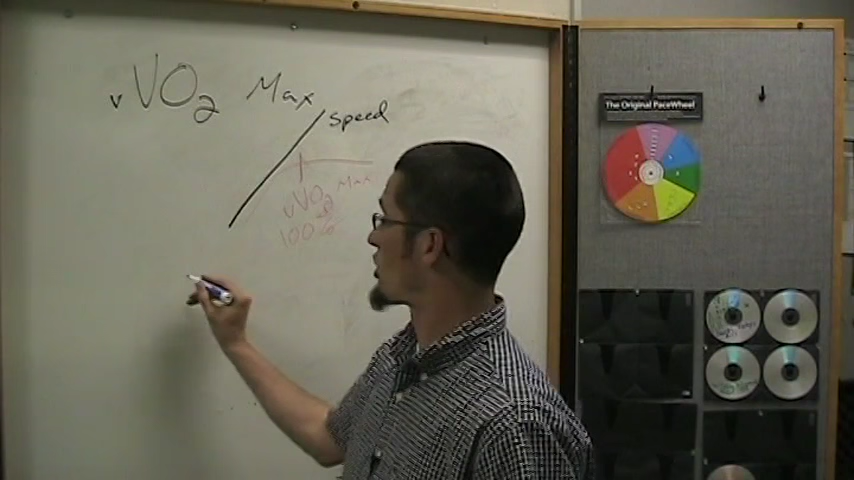 vVO2 Max
speed
vVO2 Max
100%
The Original PaceWheel